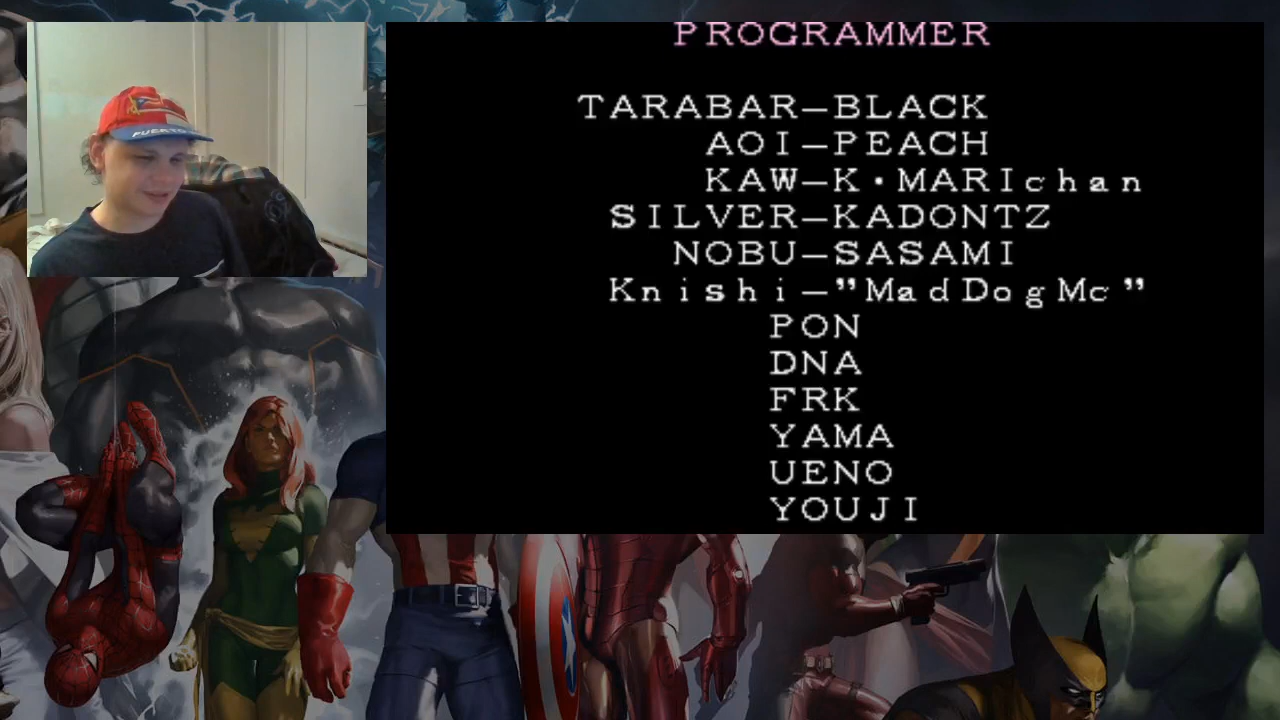 PROGRAMMER
TARABAR-BLACK
AOI-PEACH
KAW-K・MARIchan
SILVER-KADONTZ
NOBU-SASAMI
Knishi-"MadDogMc"
PON
DNA
FRK
YAMA
UENO
YOUJI